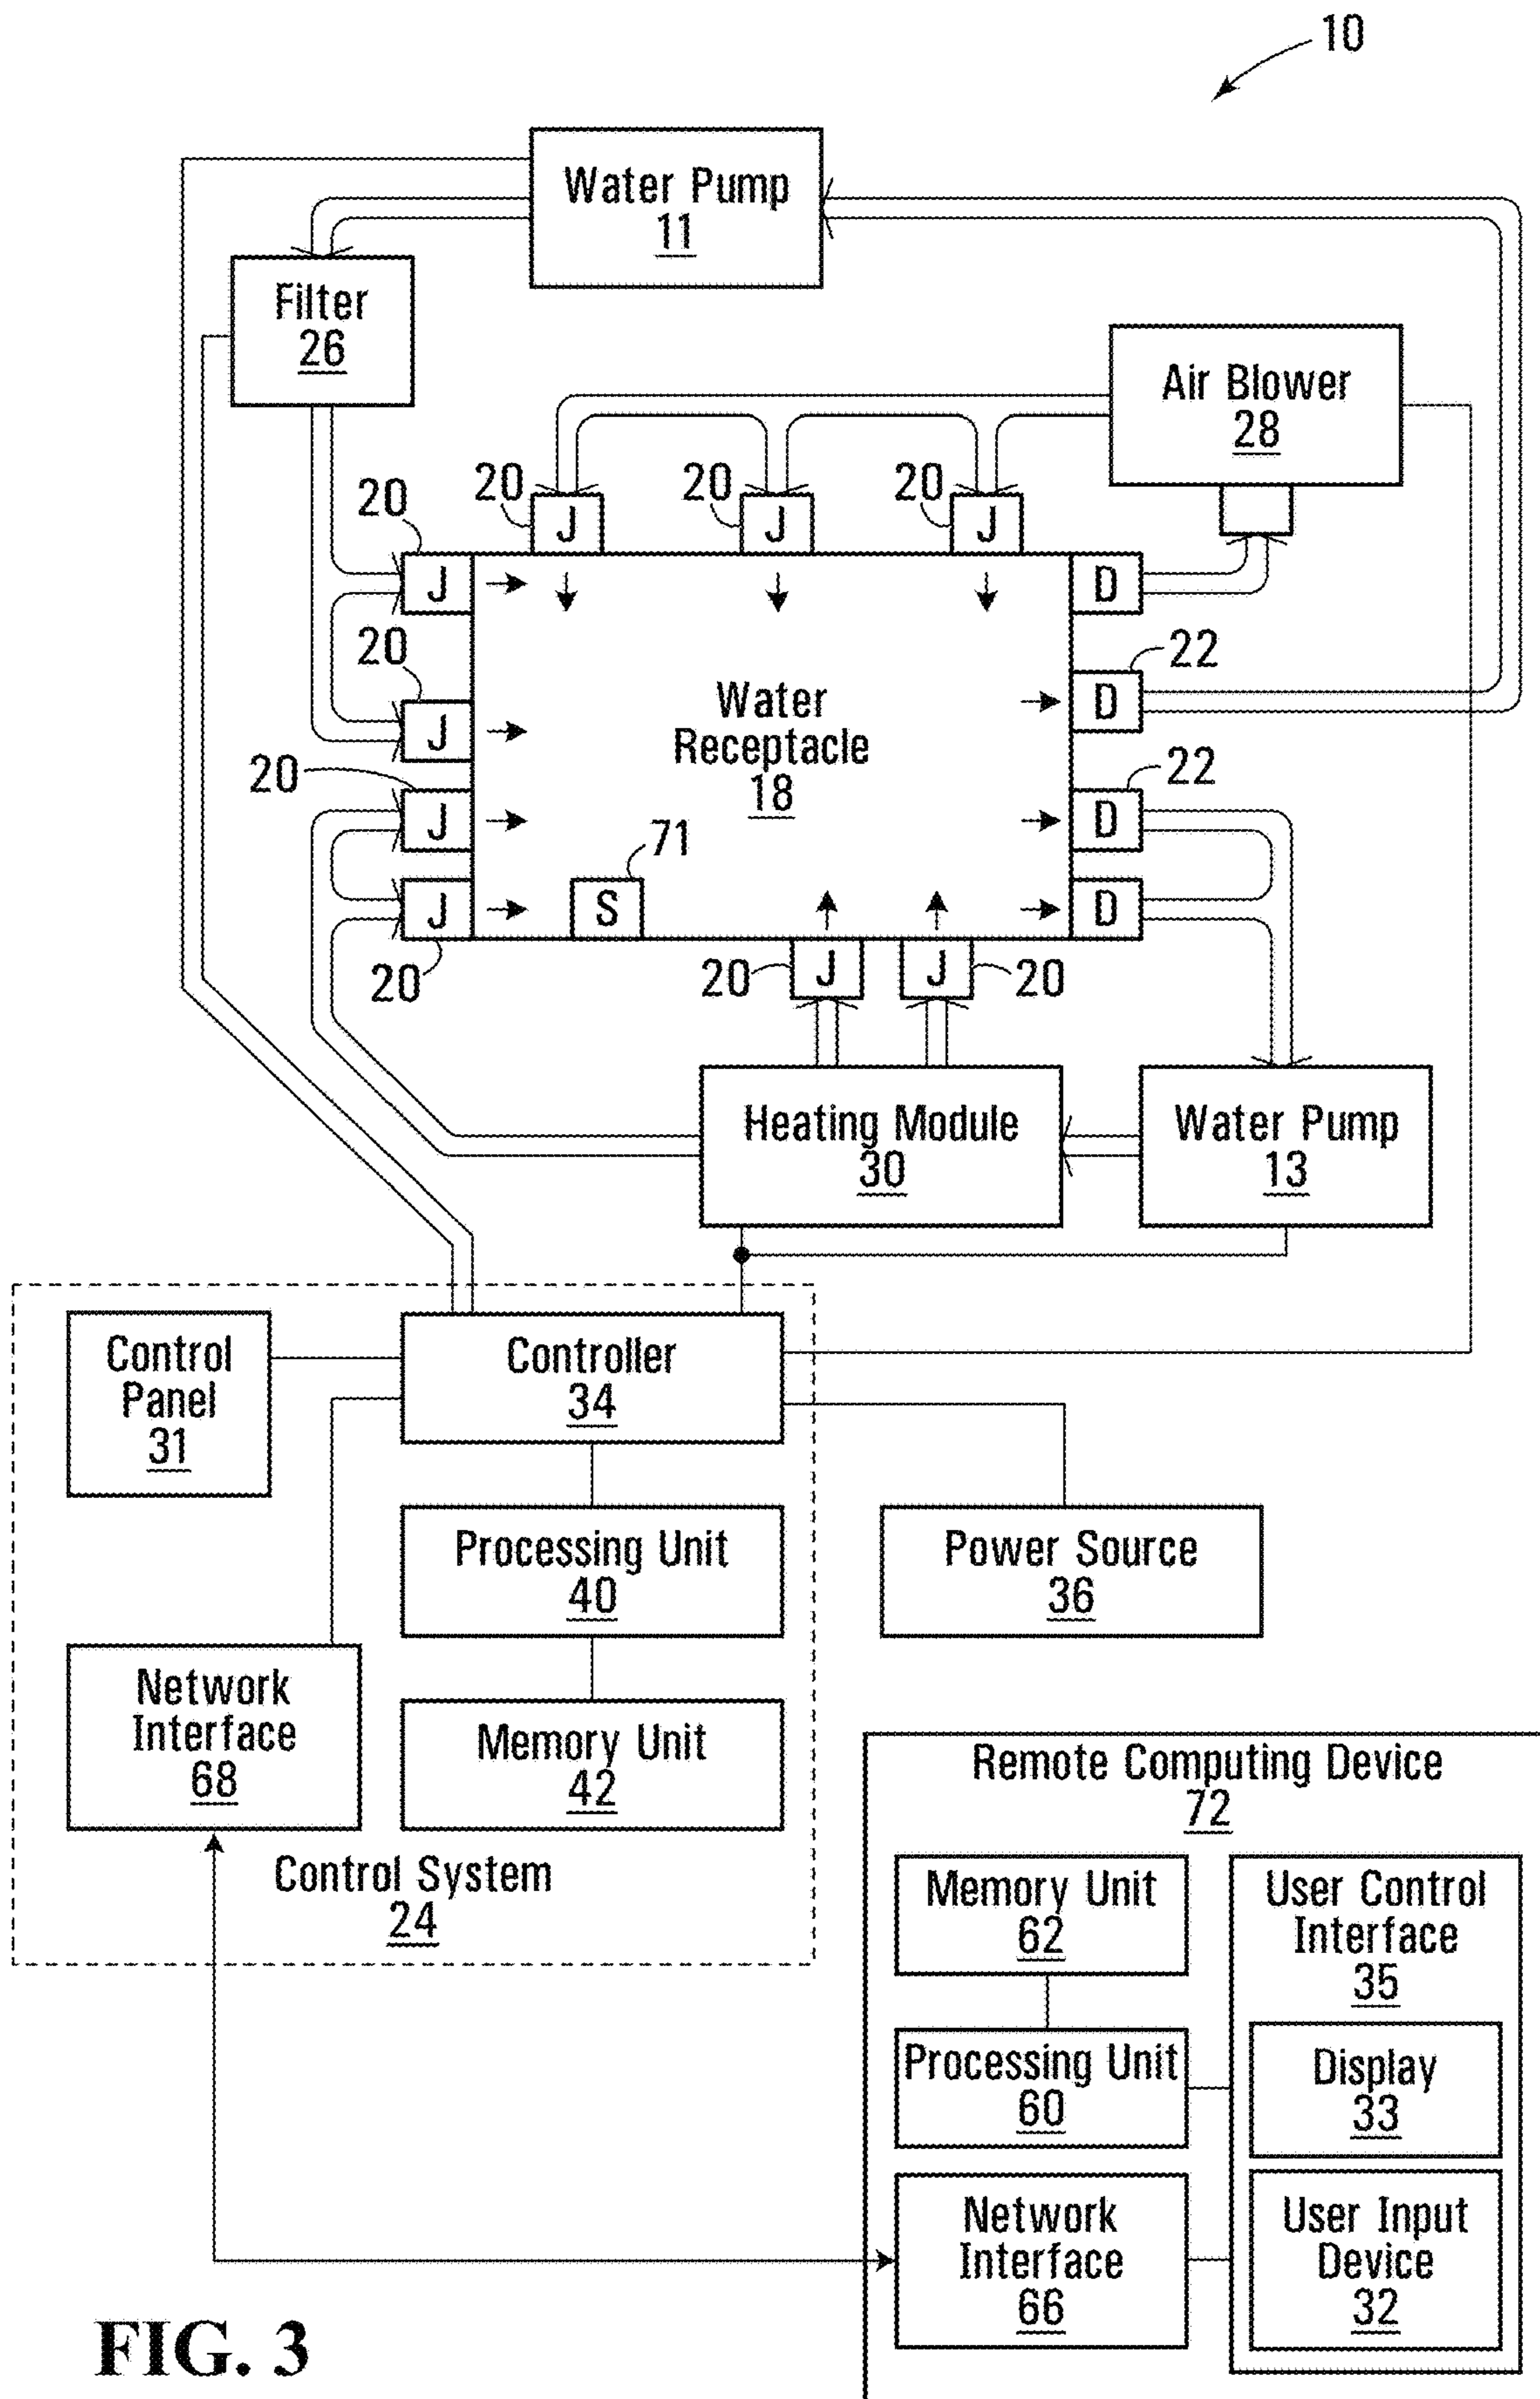 10
Water Pump
11
Filter
26
Air Blower
28
20
20
20
20
J
J
J
J
D
20
J
Water
Receptacle
18
22
D
20
J
22
D
71
J
S
D
20
20
J
J
20
Heating Module
30
Water Pump
13
Control
Panel
31
Controller
34
Processing Unit
40
Power Source
36
Network
Interface
68
Memory Unit
42
Control System
24
Remote Computing Device
72
Memory Unit
62
User Control
Interface
35
Processing Unit
60
Display
33
Network
Interface
66
User Input
Device
32
FIG. 3